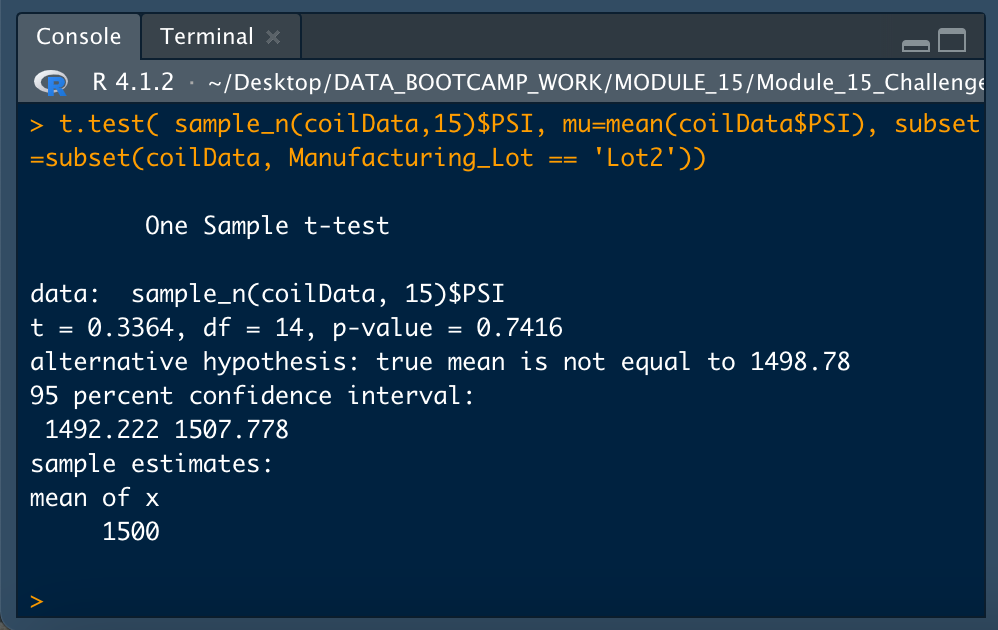 Console Terminal ×
R R 4.1.2 · ~/Desktop/DATA_BOOTCAMP_WORK/MODULE_15/Module_15_Challenge
> t.test( sample_n(coilData,15)$PSI, mu=mean(coilData$PSI), subset
=subset(coilData, Manufacturing_Lot == 'Lot2'))
One Sample t-test
data:  sample_n(coilData, 15)$PSI
t = 0.3364, df = 14, p-value = 0.7416
alternative hypothesis: true mean is not equal to 1498.78
95 percent confidence interval:
1492.222 1507.778
sample estimates:
mean of x
1500
>